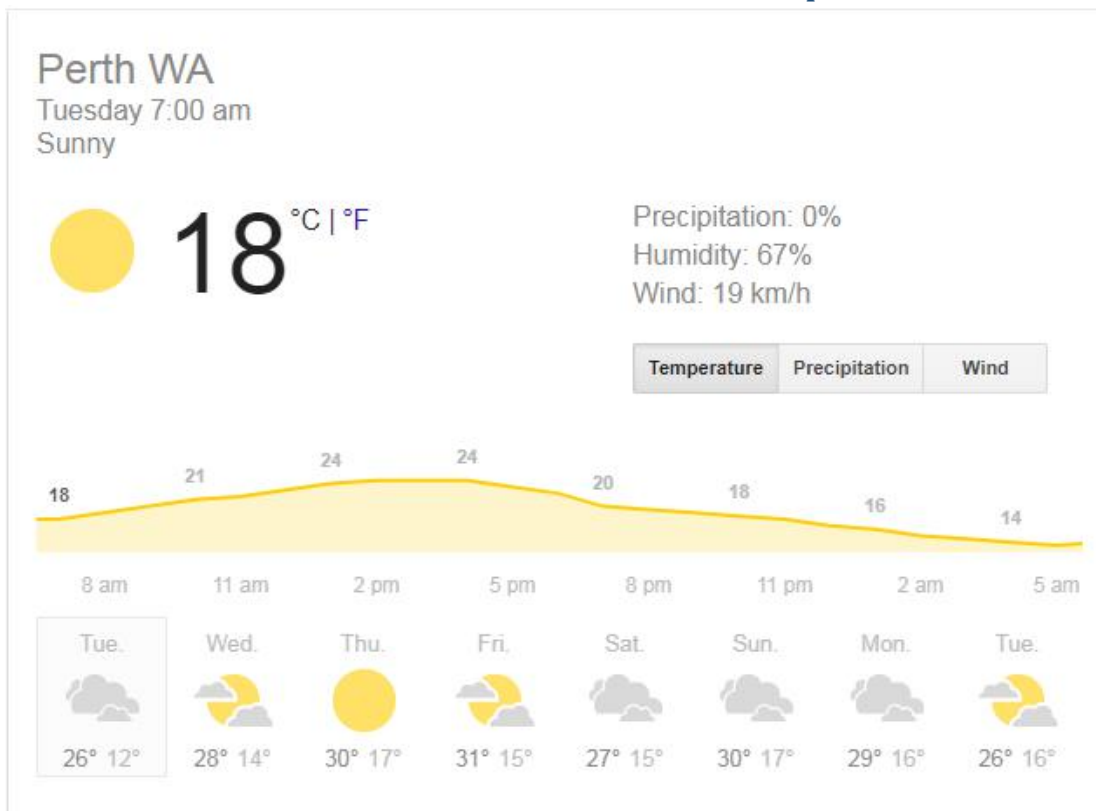 Perth WA
Tuesday 7:00 am
Sunny
18 °C | °F
Precipitation: 0%
Humidity: 67%
Wind: 19 km/h
Temperature Precipitation Wind
18 21 24 24 20 18 16 14
8 am 11 am 2 pm 5 pm 8 pm 11 pm 2 am 5 am
Tue. Wed. Thu. Fri. Sat. Sun. Mon. Tue.
26° 12° 28° 14° 30° 17° 31° 15° 27° 15° 30° 17° 29° 16° 26° 16°